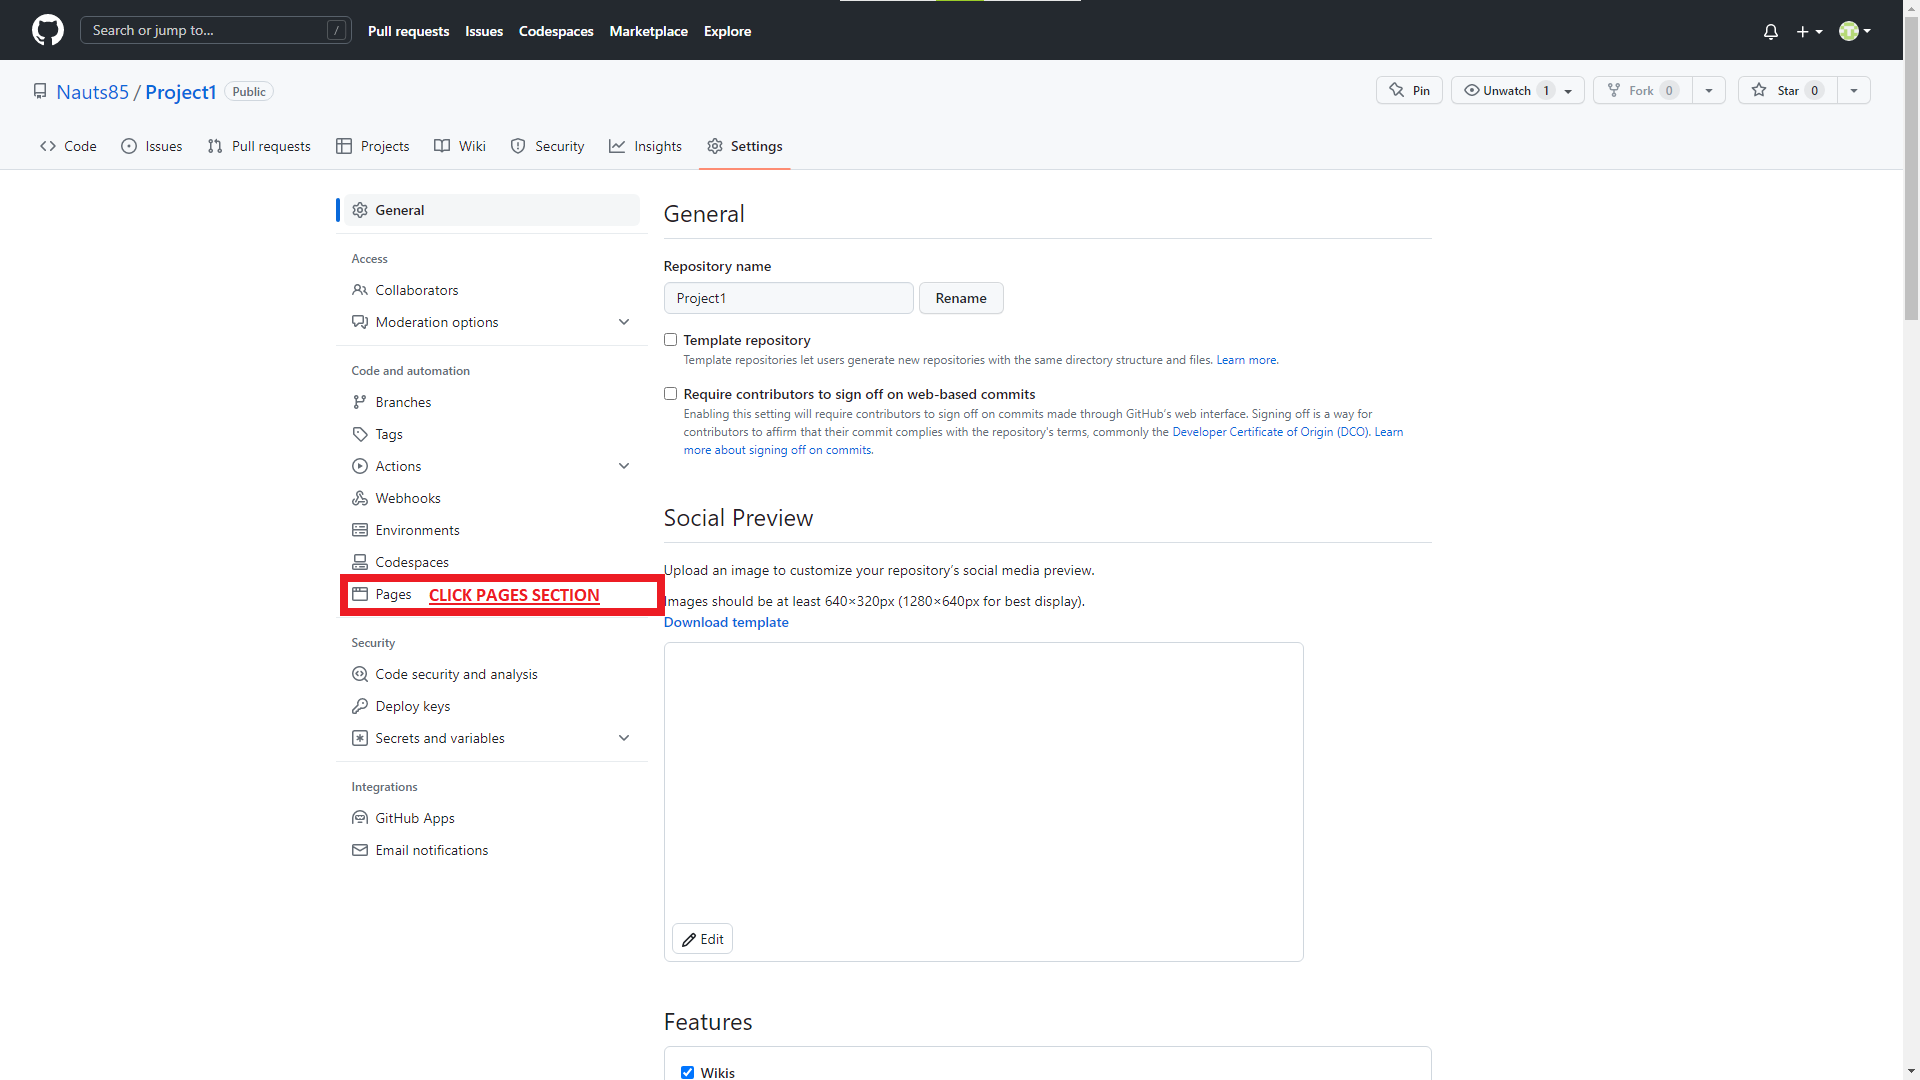 Search or jump to... /
Pull requests
Issues
Codespaces
Marketplace
Explore
Nauts85 / Project1 Public
Pin
Unwatch 1
Fork 0
Star 0
Code
Issues
Pull requests
Projects
Wiki
Security
Insights
Settings
General
Access
Collaborators
Moderation options
Code and automation
Branches
Tags
Actions
Webhooks
Environments
Codespaces
Pages CLICK PAGES SECTION
Security
Code security and analysis
Deploy keys
Secrets and variables
Integrations
GitHub Apps
Email notifications
General
Repository name
Project1 Rename
Template repository
Template repositories let users generate new repositories with the same directory structure and files. Learn more.
Require contributors to sign off on web-based commits
Enabling this setting will require contributors to sign off on commits made through GitHub's web interface. Signing off is a way for
contributors to affirm that their commit complies with the repository's terms, commonly the Developer Certificate of Origin (DCO). Learn
more about signing off on commits.
Social Preview
Upload an image to customize your repository's social media preview.
Images should be at least 640×320px (1280×640px for best display).
Download template
Edit
Features
Wikis